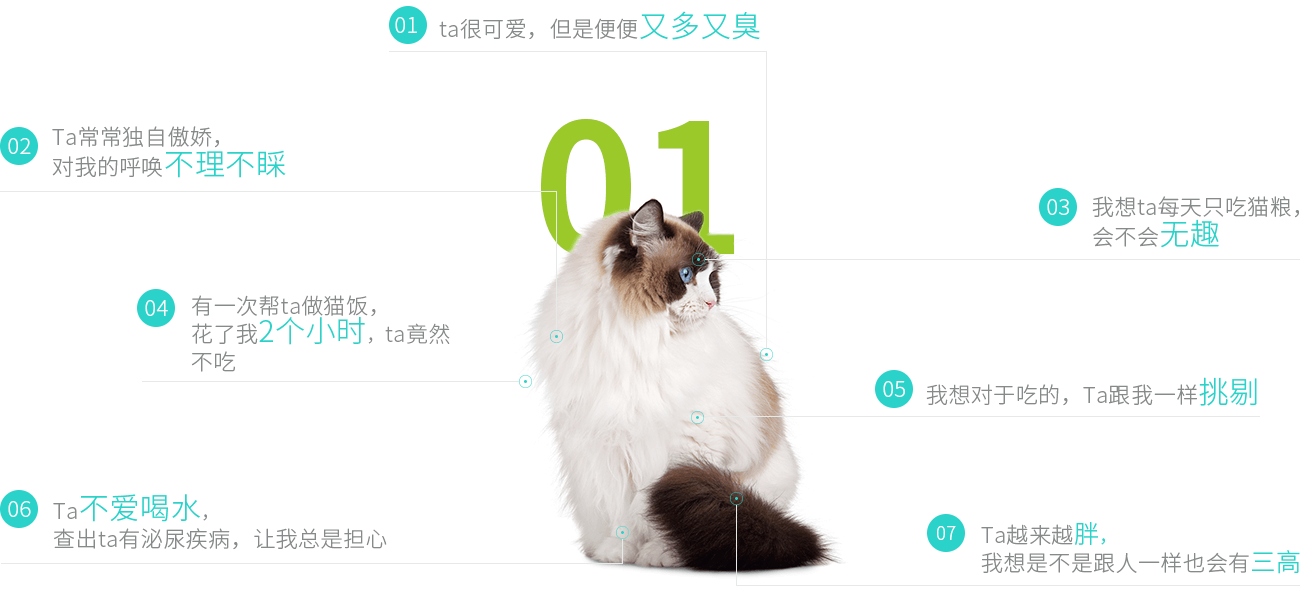 01
ta很可爱，但是便便又多又臭
01
02
Ta常常独自傲娇，
对我的呼唤不理不睬
03
我想ta每天只吃猫粮，
会不会无趣
04
有一次帮ta做猫饭，
花了我2个小时，ta竟然
不吃
05
我想对于吃的，Ta跟我一样挑剔
06
Ta不爱喝水，
查出ta有泌尿疾病，让我总是担心
07
Ta越来越胖，
我想是不是跟人一样也会有三高